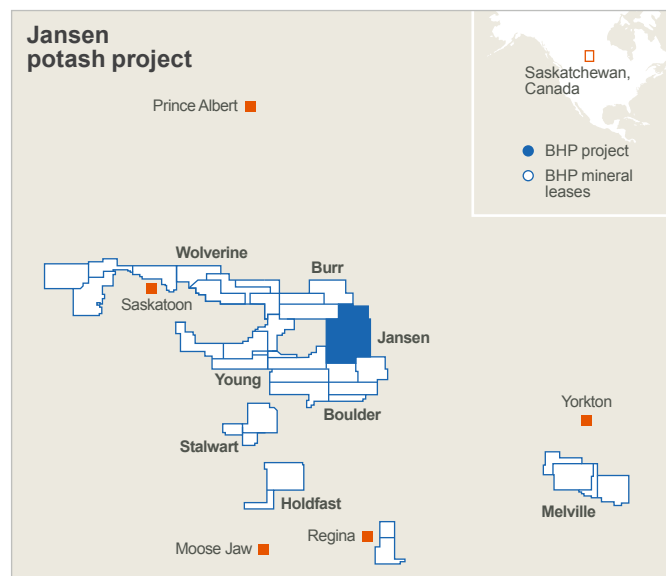 Jansen
potash project
Saskatchewan,
Canada
Prince Albert
BHP project
BHP mineral
leases
Wolverine
Burr
Saskatoon
Jansen
Young
Boulder
Yorkton
Stalwart
Holdfast
Melville
Regina
Moose Jaw